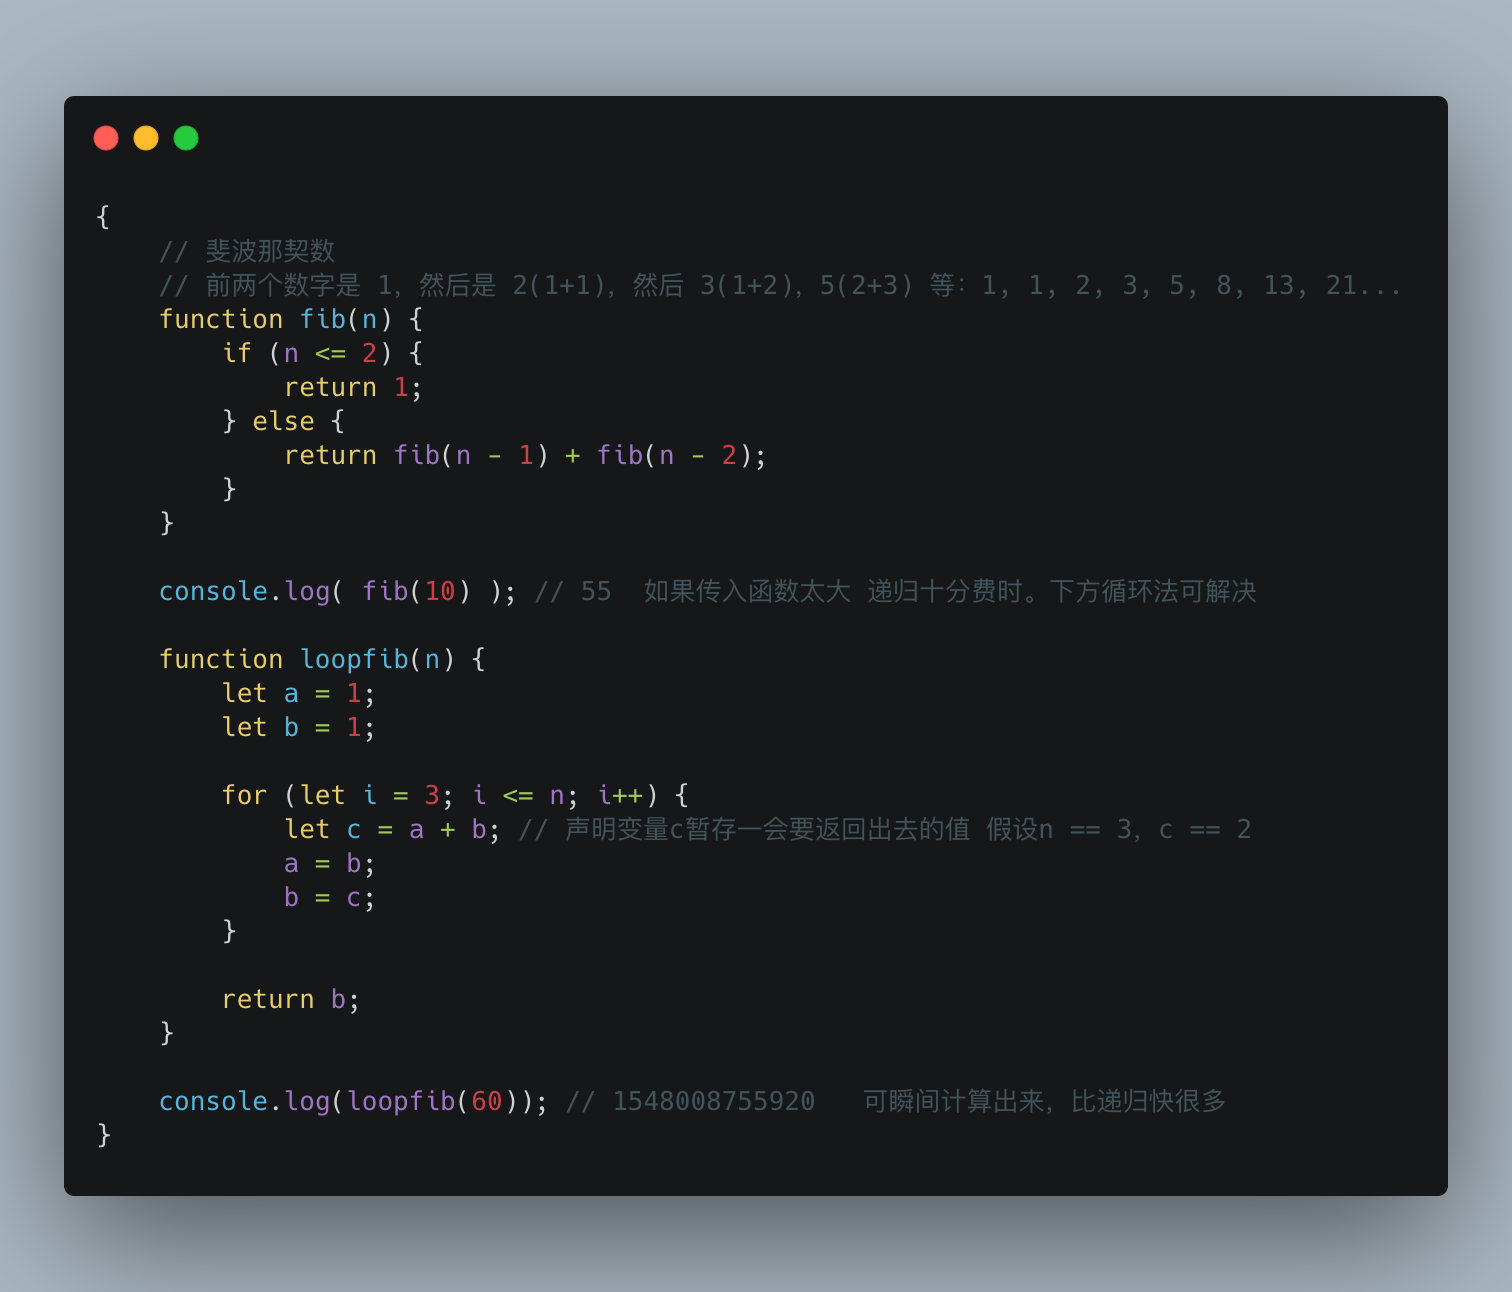 {
    // 斐波那契数
    // 前两个数字是 1，然后是 2(1+1)，然后 3(1+2)，5(2+3) 等：1, 1, 2, 3, 5, 8, 13, 21...
    function fib(n) {
        if (n <= 2) {
            return 1;
        } else {
            return fib(n - 1) + fib(n - 2);
        }
    }

    console.log( fib(10) ); // 55  如果传入函数太大 递归十分费时。下方循环法可解决

    function loopfib(n) {
        let a = 1;
        let b = 1;

        for (let i = 3; i <= n; i++) {
            let c = a + b; // 声明变量c暂存一会要返回出去的值 假设n == 3，c == 2
            a = b;
            b = c;
        }

        return b;
    }

    console.log(loopfib(60)); // 1548008755920   可瞬间计算出来，比递归快很多
}